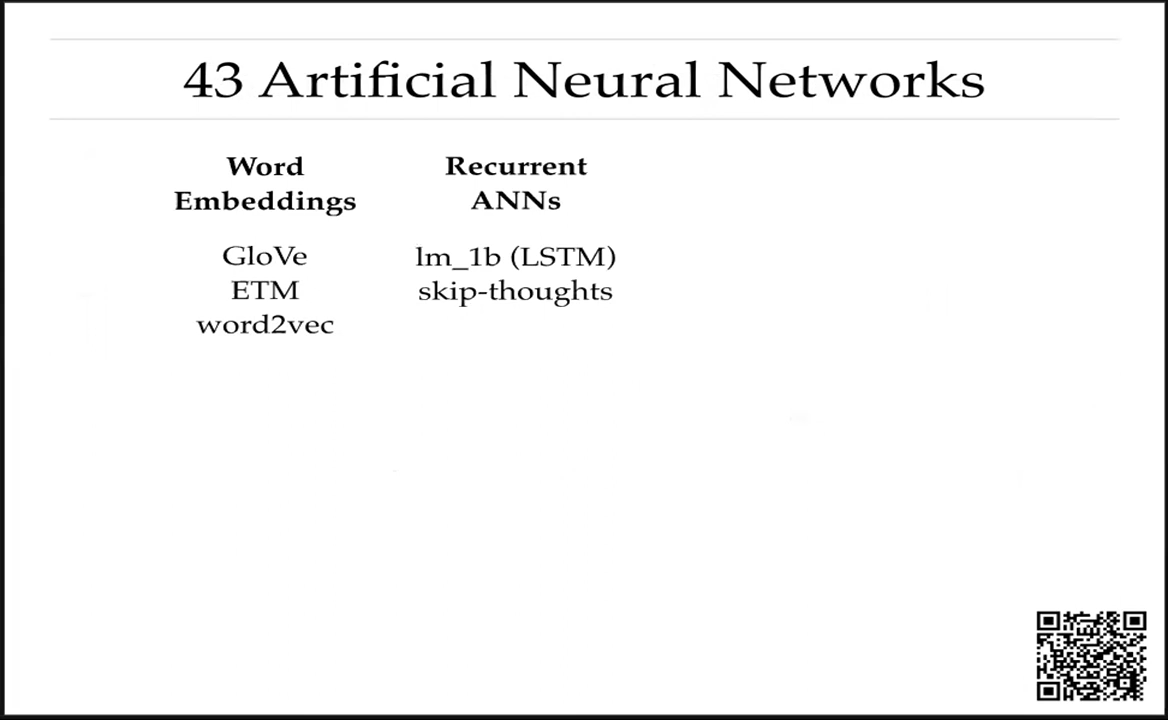 43 Artificial Neural Networks
Word
Embeddings
GloVe
ETM
word2vec
Recurrent
ANNs
lm_1b (LSTM)
skip-thoughts